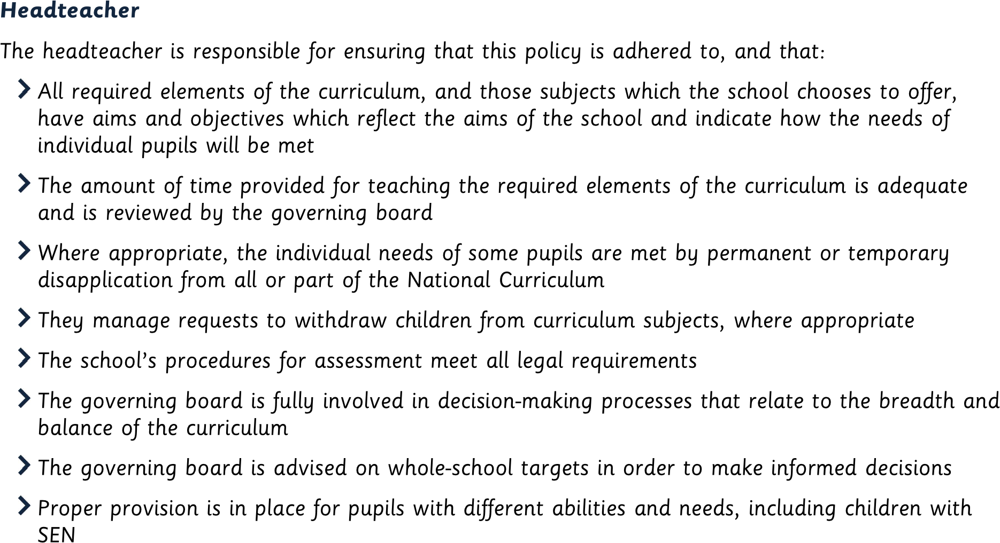 Headteacher
The headteacher is responsible for ensuring that this policy is adhered to, and that:
All required elements of the curriculum, and those subjects which the school chooses to offer,
have aims and objectives which reflect the aims of the school and indicate how the needs of
individual pupils will be met
The amount of time provided for teaching the required elements of the curriculum is adequate
and is reviewed by the governing board
Where appropriate, the individual needs of some pupils are met by permanent or temporary
disapplication from all or part of the National Curriculum
They manage requests to withdraw children from curriculum subjects, where appropriate
The school’s procedures for assessment meet all legal requirements
The governing board is fully involved in decision-making processes that relate to the breadth and
balance of the curriculum
The governing board is advised on whole-school targets in order to make informed decisions
Proper provision is in place for pupils with different abilities and needs, including children with
SEN